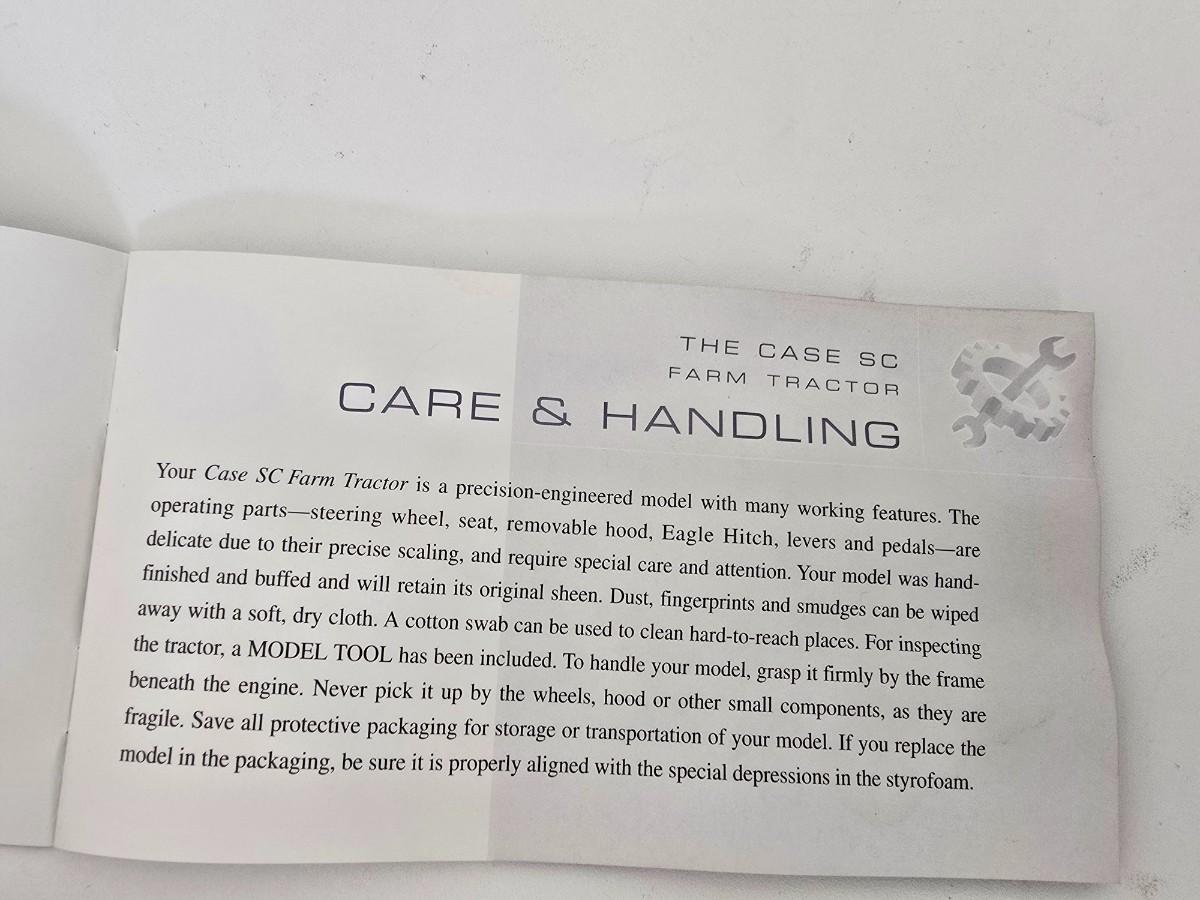 THE CASE SC
FARM TRACTOR
CARE & HANDLING
Your Case SC Farm Tractor is a precision-engineered model with many working features. The
operating parts—steering wheel, seat, removable hood, Eagle Hitch, levers and pedals—are
delicate due to their precise scaling, and require special care and attention. Your model was hand-
finished and buffed and will retain its original sheen. Dust, fingerprints and smudges can be wiped
away with a soft, dry cloth. A cotton swab can be used to clean hard-to-reach places. For inspecting
the tractor, a MODEL TOOL has been included. To handle your model, grasp it firmly by the frame
beneath the engine. Never pick it up by the wheels, hood or other small components, as they are
fragile. Save all protective packaging for storage or transportation of your model. If you replace the
model in the packaging, be sure it is properly aligned with the special depressions in the styrofoam.